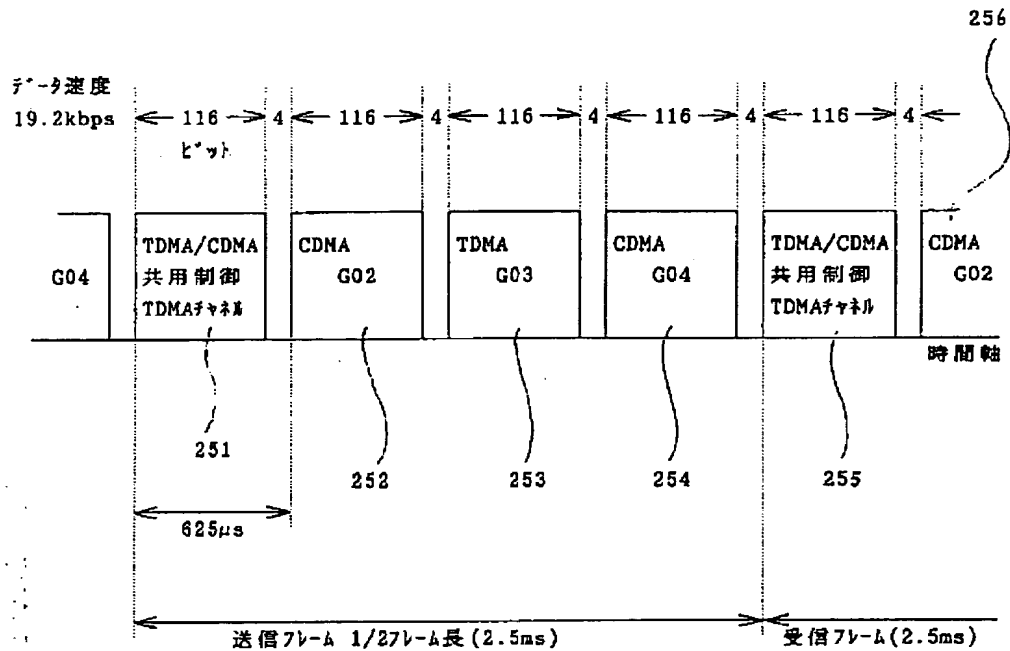 256
データ速度
19.2kbps
116 4 116 4 116 4 116 4 116 4
ビット
G04
TDMA/CDMA
共用制御
TDMAチャネル
CDMA
G02
TDMA
G03
CDMA
G04
TDMA/CDMA
共用制御
TDMAチャネル
CDMA
G02
時間軸
251
252
253
254
255
625μs
送信フレーム 1/2フレーム長(2.5ms)
受信フレーム(2.5ms)